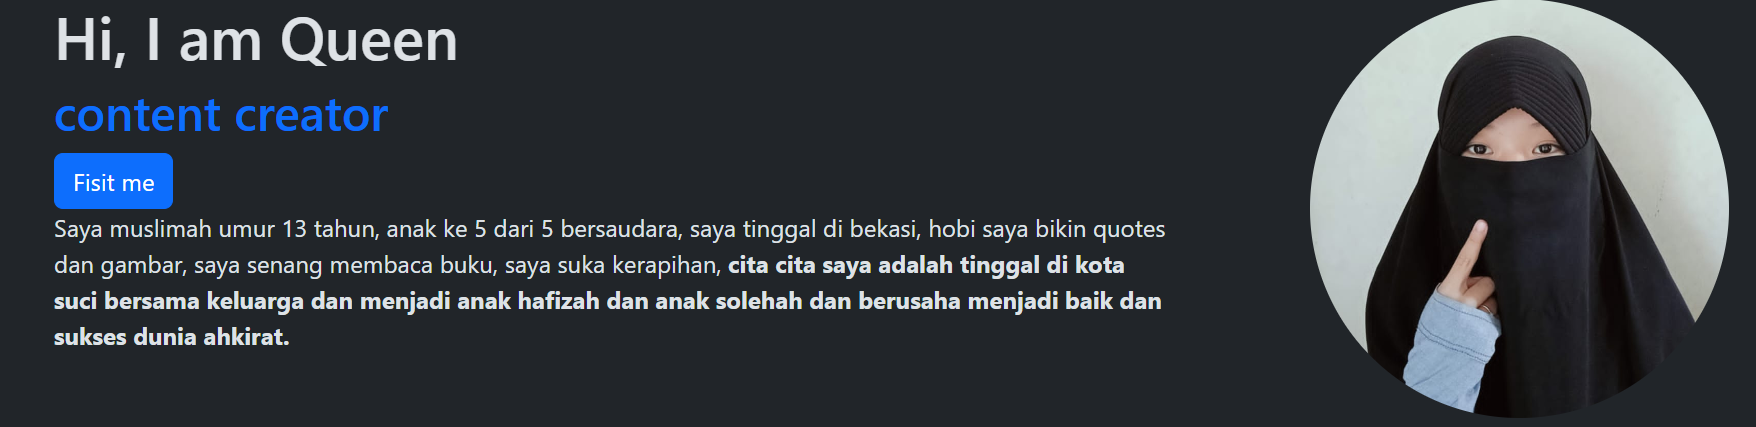 Hi, I am Queen
content creator
Fisit me
Saya muslimah umur 13 tahun, anak ke 5 dari 5 bersaudara, saya tinggal di bekasi, hobi saya bikin quotes
dan gambar, saya senang membaca buku, saya suka kerapihan, cita cita saya adalah tinggal di kota
suci bersama keluarga dan menjadi anak hafizah dan anak solehah dan berusaha menjadi baik dan
sukses dunia ahkirat.